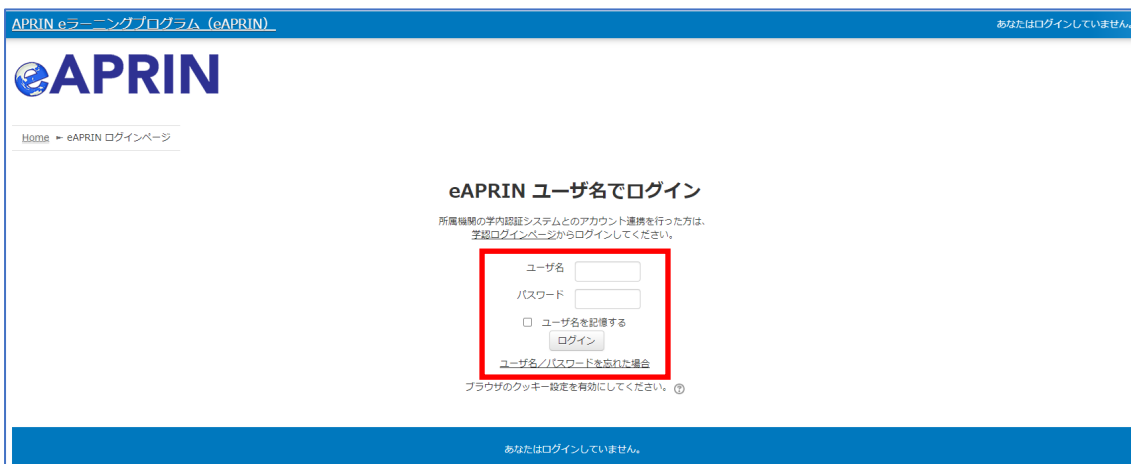 APRIN eラーニングプログラム（eAPRIN）
あなたはログインしていません。
eAPRIN
Home ► eAPRIN ログインページ
eAPRIN ユーザ名でログイン
所属機関の学内認証システムとのアカウント連携を行った方は、
学認ログインページからログインしてください。
ユーザ名
パスワード
ユーザ名を記憶する
ログイン
ユーザ名／パスワードを忘れた場合
ブラウザのクッキー設定を有効にしてください。 ?
あなたはログインしていません。